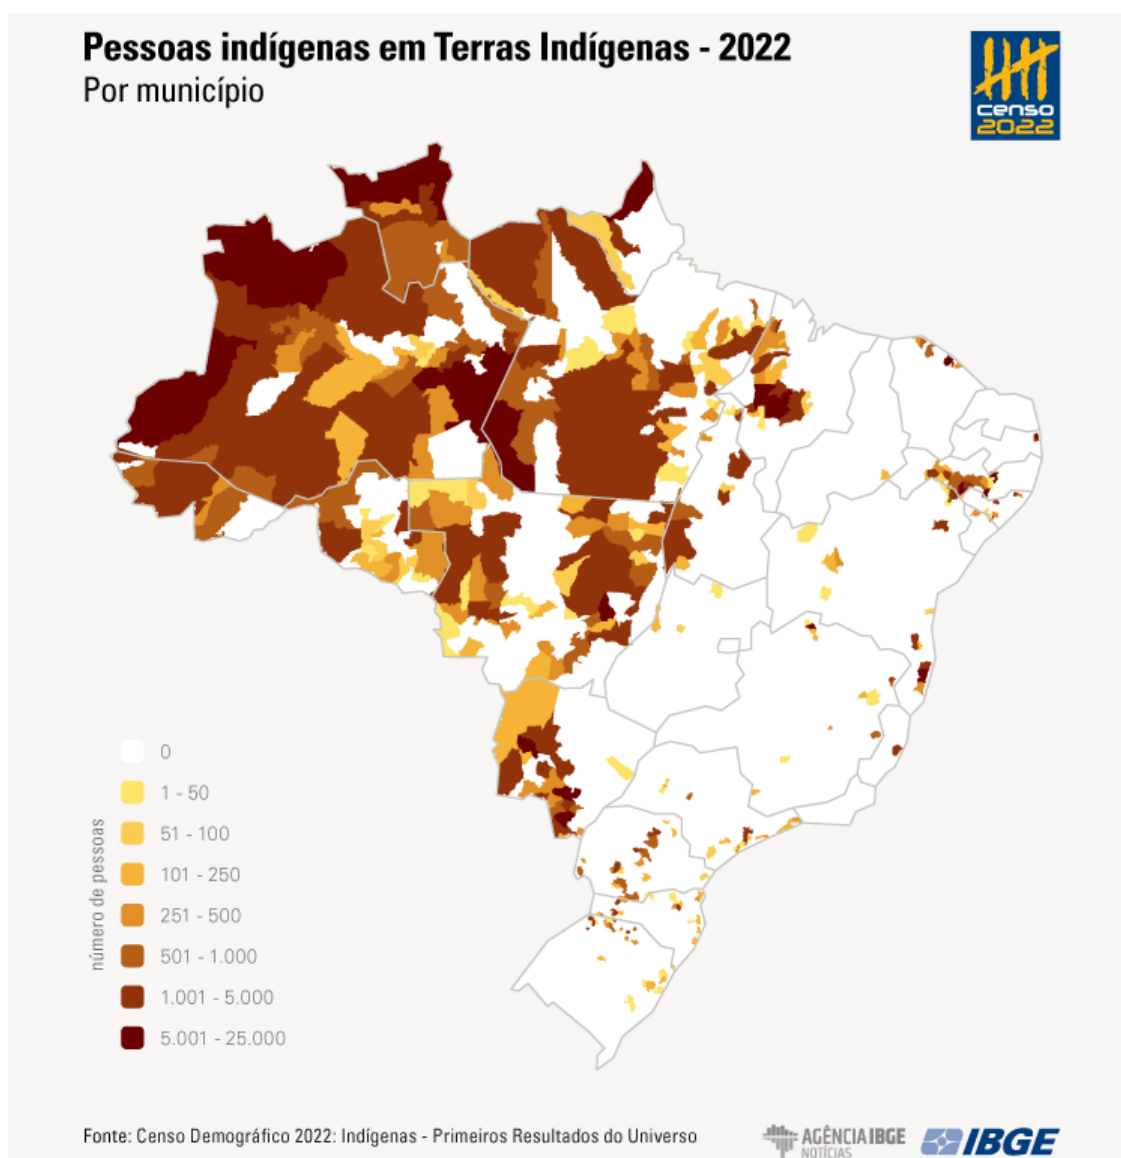 Pessoas indígenas em Terras Indígenas - 2022
Por município
censo
2022
número de pessoas
0
1 - 50
51 - 100
101 - 250
251 - 500
501 - 1.000
1.001 - 5.000
5.001 - 25.000
Fonte: Censo Demográfico 2022: Indígenas - Primeiros Resultados do Universo
AGÊNCIA IBGE
NOTÍCIAS
IBGE